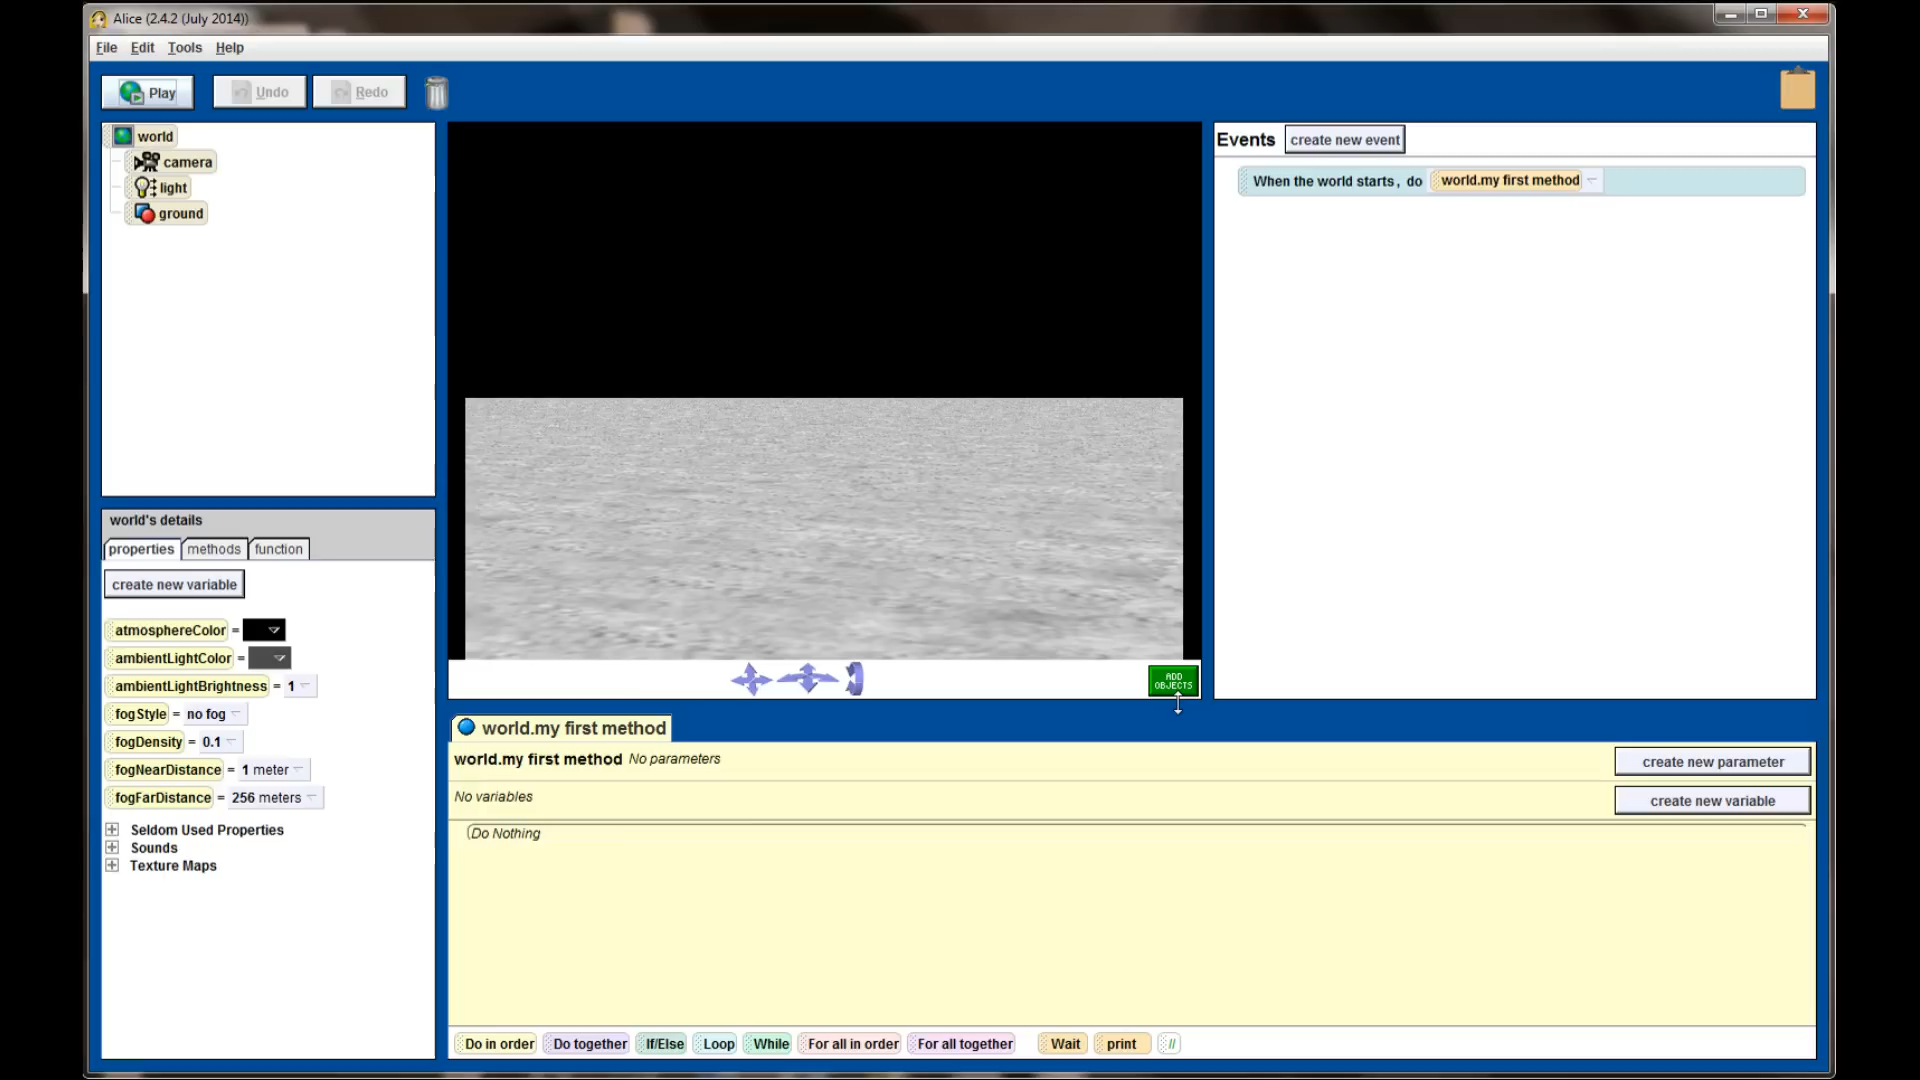 Alice (2.4.2 (July 2014))
File Edit Tools Help
Play Undo Redo
world
camera
light
ground
Events create new event
When the world starts, do world.my first method
ADD OBJECTS
world's details
properties methods function
create new variable
atmosphereColor =
ambientLightColor =
ambientLightBrightness = 1
fogStyle = no fog
fogDensity = 0.1
fogNearDistance = 1 meter
fogFarDistance = 256 meters
Seldom Used Properties
Sounds
Texture Maps
world.my first method
world.my first method No parameters create new parameter
No variables create new variable
Do Nothing
Do in order Do together If/Else Loop While For all in order For all together Wait print //